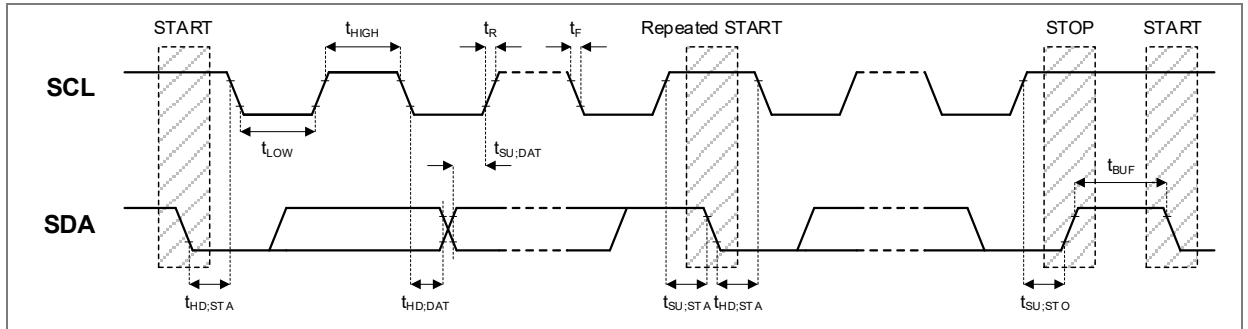 START tHIGH tR tF Repeated START STOP START
SCL
tLOW tSU;DAT tBUF
SDA
tHD;STA tHD;DAT tSU;STA tHD;STA tSU;STO